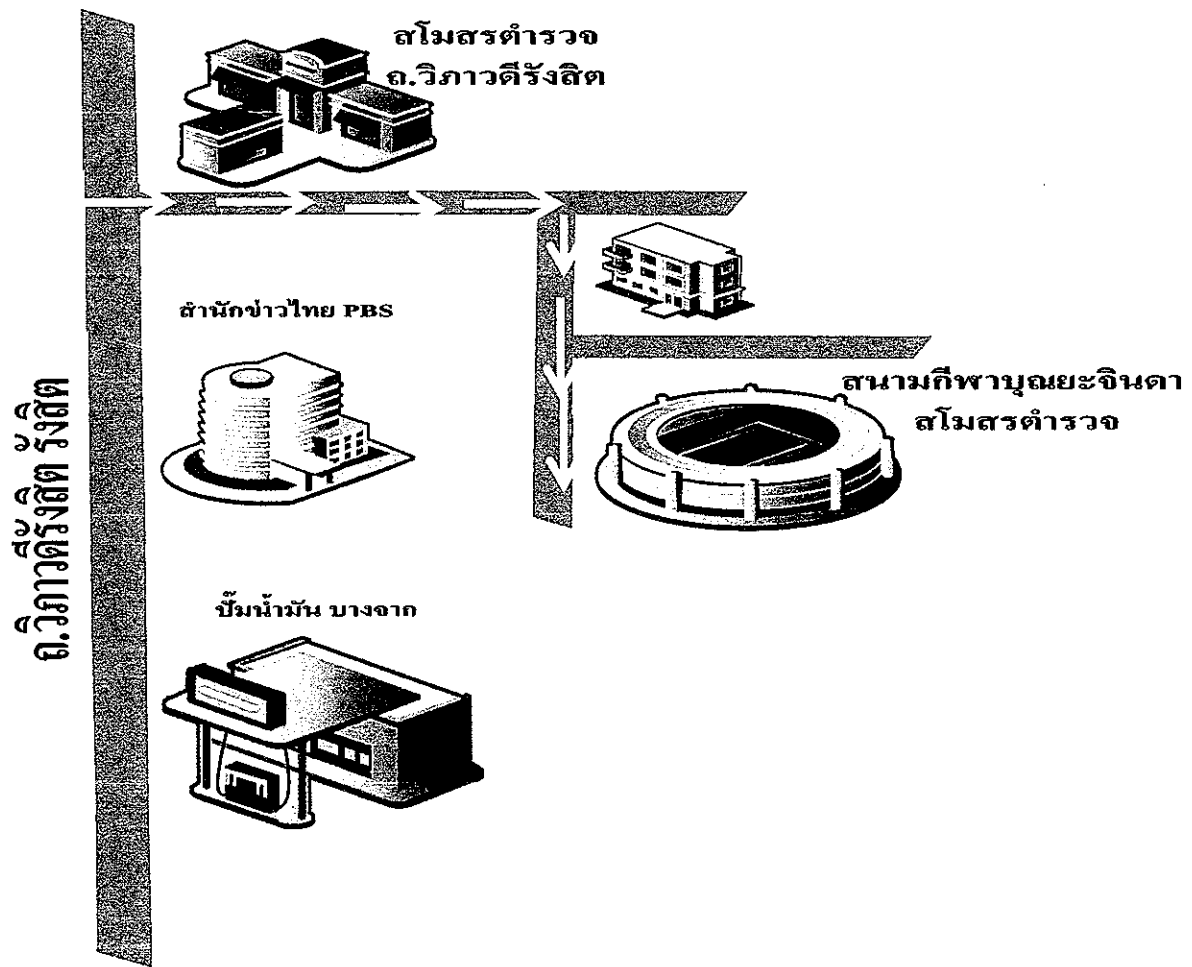 สโมสรตำรวจ
ถ.วิภาวดีรังสิต
สำนักข่าวไทย PBS
ถ.วิภาวดีรังสิต รังสิต
สนามกีฬาบุณยะจินดา
สโมสรตำรวจ
ปั๊มน้ำมัน บางจาก